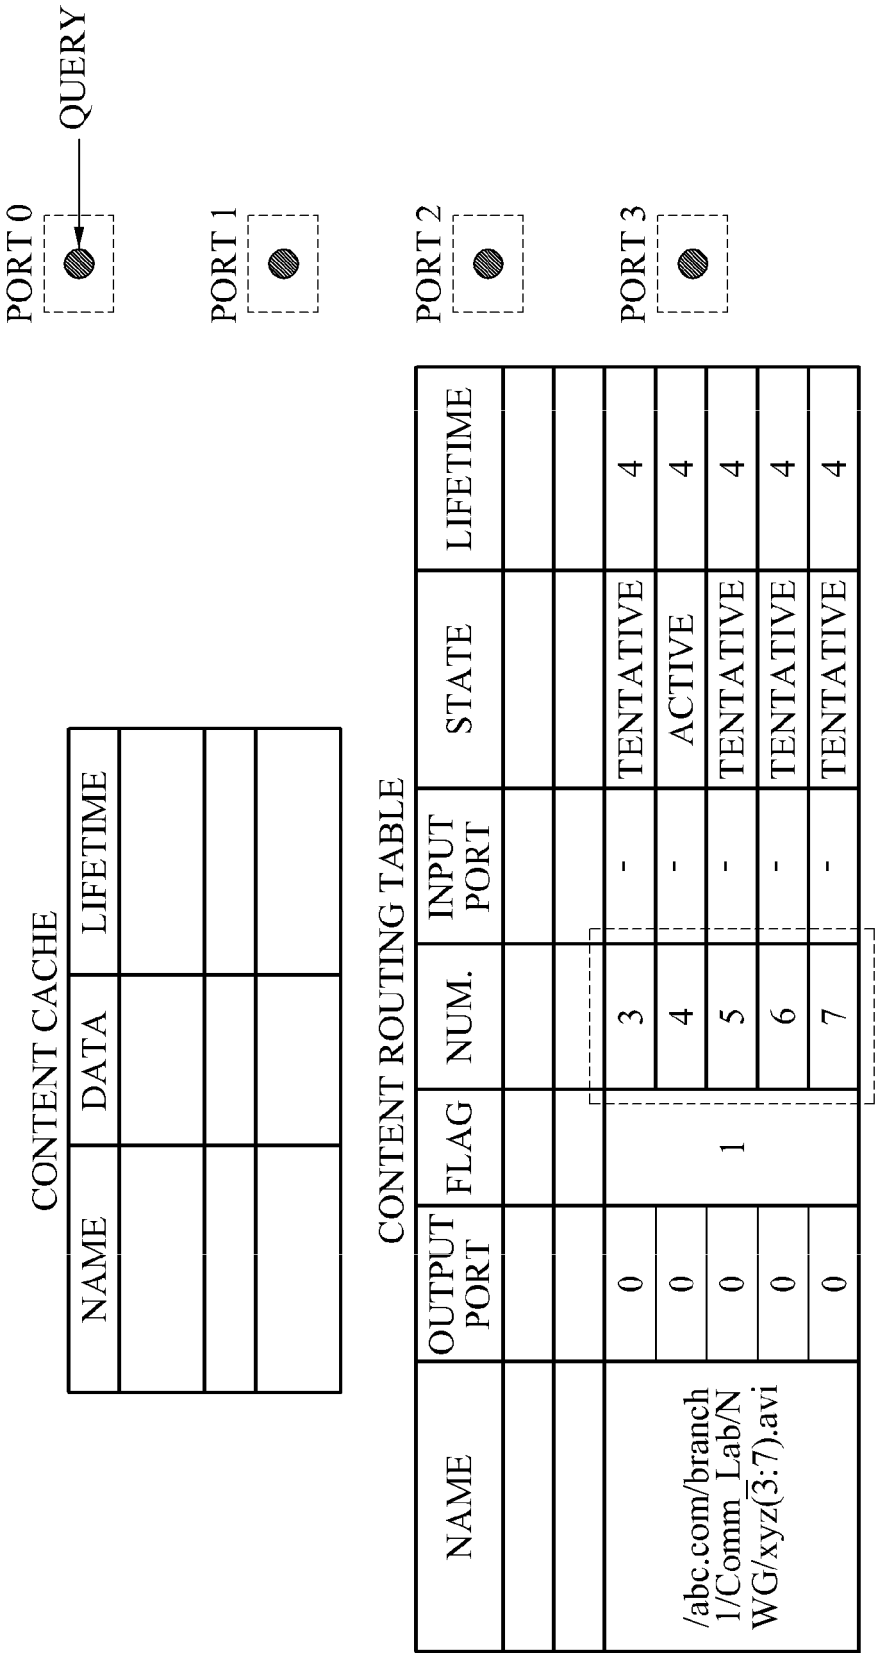 CONTENT CACHE
NAME DATA LIFETIME
CONTENT ROUTING TABLE
NAME OUTPUT PORT FLAG NUM. INPUT PORT STATE LIFETIME
/abc.com/branch
1/Comm_Lab/N
WG/xyz(3:7).avi
1
0 3 - TENTATIVE 4
0 4 - ACTIVE 4
0 5 - TENTATIVE 4
0 6 - TENTATIVE 4
0 7 - TENTATIVE 4
PORT 0
QUERY
PORT 1
PORT 2
PORT 3